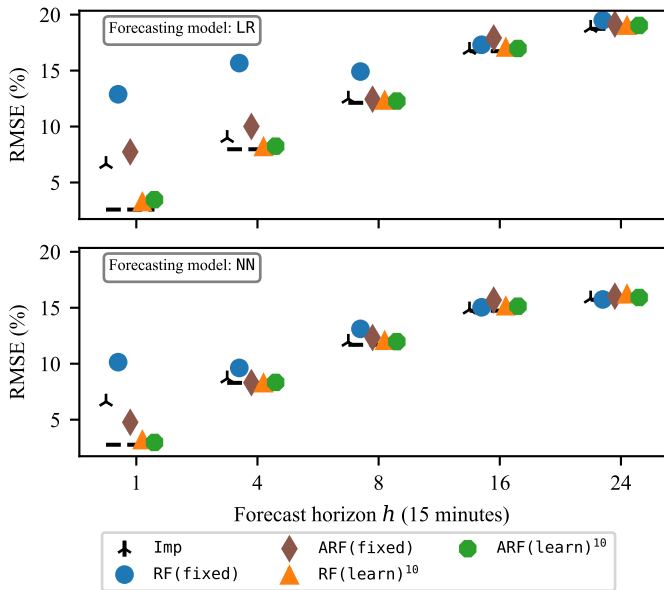 20
15
10
5
RMSE (%)
Forecasting model: LR
20
15
10
5
RMSE (%)
Forecasting model: NN
1 4 8 16 24
Forecast horizon h (15 minutes)
Imp ARF(fixed) ARF(learn)¹⁰
RF(fixed) RF(learn)¹⁰